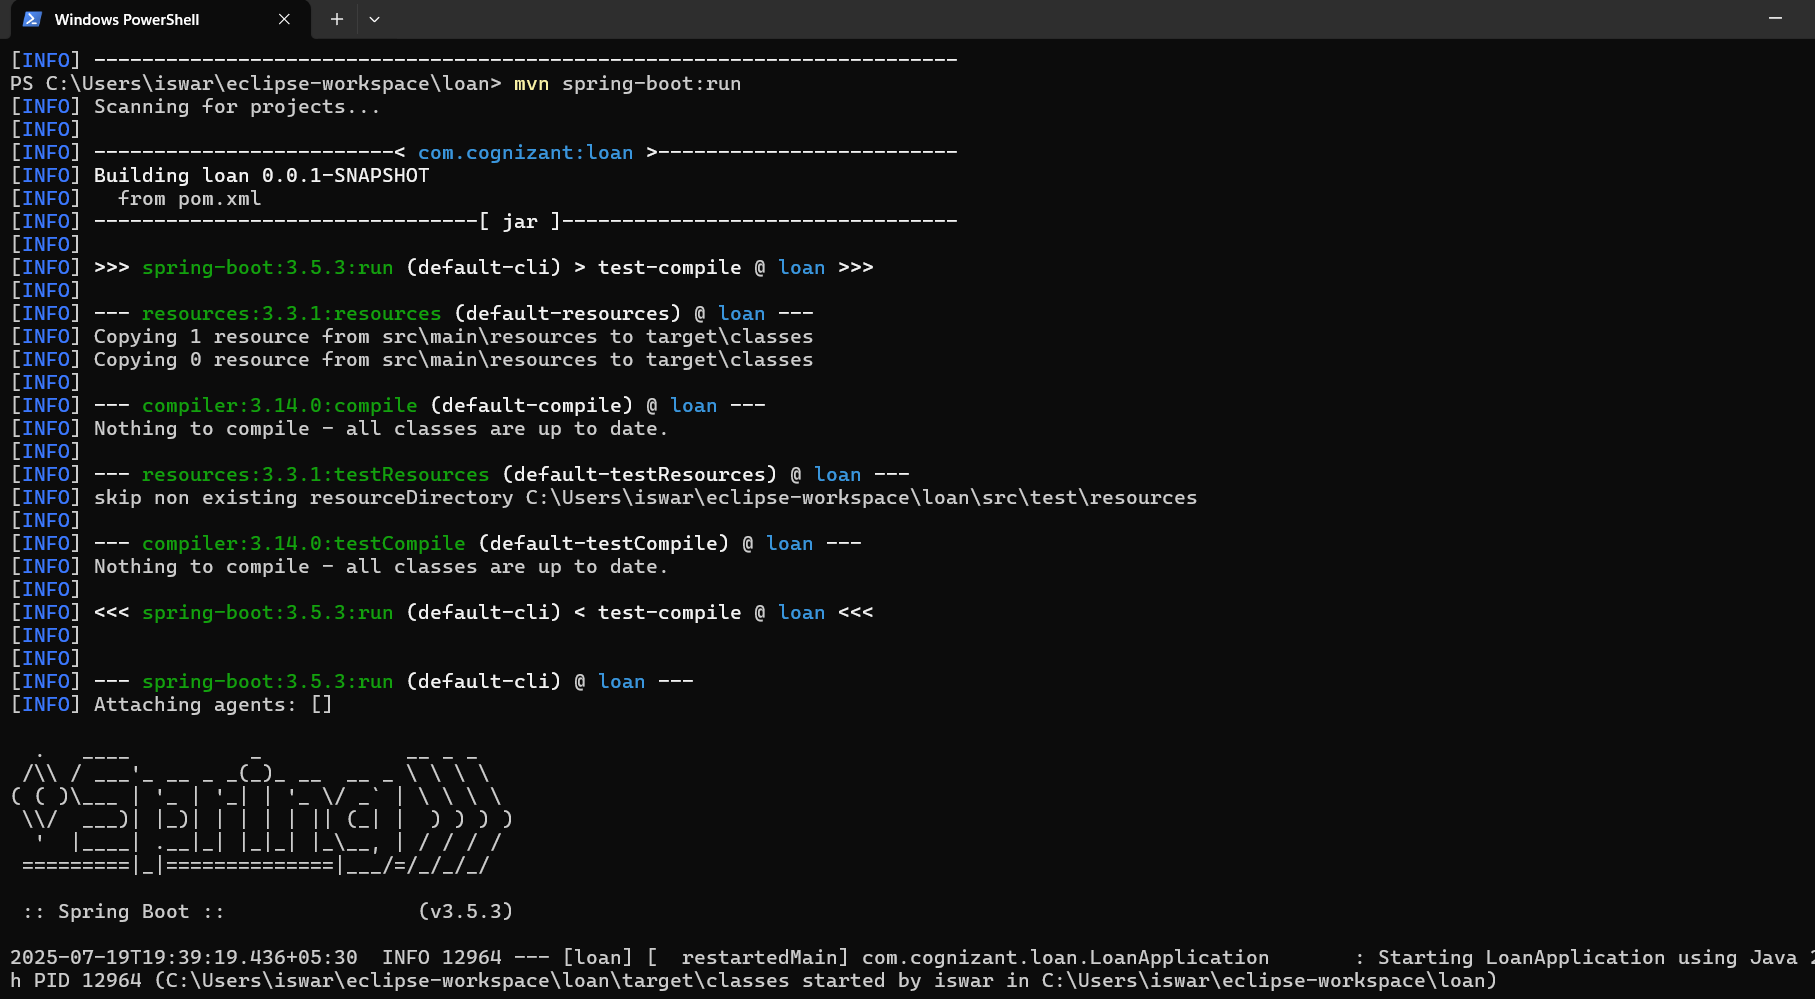 Windows PowerShell
[INFO] ------------------------------------------------------------------------
PS C:\Users\iswar\eclipse-workspace\loan> mvn spring-boot:run
[INFO] Scanning for projects...
[INFO]
[INFO] -------------------------< com.cognizant:loan >-------------------------
[INFO] Building loan 0.0.1-SNAPSHOT
[INFO]   from pom.xml
[INFO] --------------------------------[ jar ]---------------------------------
[INFO]
[INFO] >>> spring-boot:3.5.3:run (default-cli) > test-compile @ loan >>>
[INFO]
[INFO] --- resources:3.3.1:resources (default-resources) @ loan ---
[INFO] Copying 1 resource from src\main\resources to target\classes
[INFO] Copying 0 resource from src\main\resources to target\classes
[INFO]
[INFO] --- compiler:3.14.0:compile (default-compile) @ loan ---
[INFO] Nothing to compile - all classes are up to date.
[INFO]
[INFO] --- resources:3.3.1:testResources (default-testResources) @ loan ---
[INFO] skip non existing resourceDirectory C:\Users\iswar\eclipse-workspace\loan\src\test\resources
[INFO]
[INFO] --- compiler:3.14.0:testCompile (default-testCompile) @ loan ---
[INFO] Nothing to compile - all classes are up to date.
[INFO]
[INFO] <<< spring-boot:3.5.3:run (default-cli) < test-compile @ loan <<<
[INFO]
[INFO]
[INFO] --- spring-boot:3.5.3:run (default-cli) @ loan ---
[INFO] Attaching agents: []
  .   ____          _            __ _ _
 /\\ / ___'_ __ _ _(_)_ __  __ _ \ \ \ \
( ( )\___ | '_ | '_| | '_ \/ _` | \ \ \ \
 \\/  ___)| |_)| | | | | || (_| |  ) ) ) )
  '  |____| .__|_| |_|_| |_\__, | / / / /
 =========|_|==============|___/=/_/_/_/
 :: Spring Boot ::                (v3.5.3)
2025-07-19T19:39:19.436+05:30  INFO 12964 --- [loan] [  restartedMain] com.cognizant.loan.LoanApplication       : Starting LoanApplication using Java 2
h PID 12964 (C:\Users\iswar\eclipse-workspace\loan\target\classes started by iswar in C:\Users\iswar\eclipse-workspace\loan)